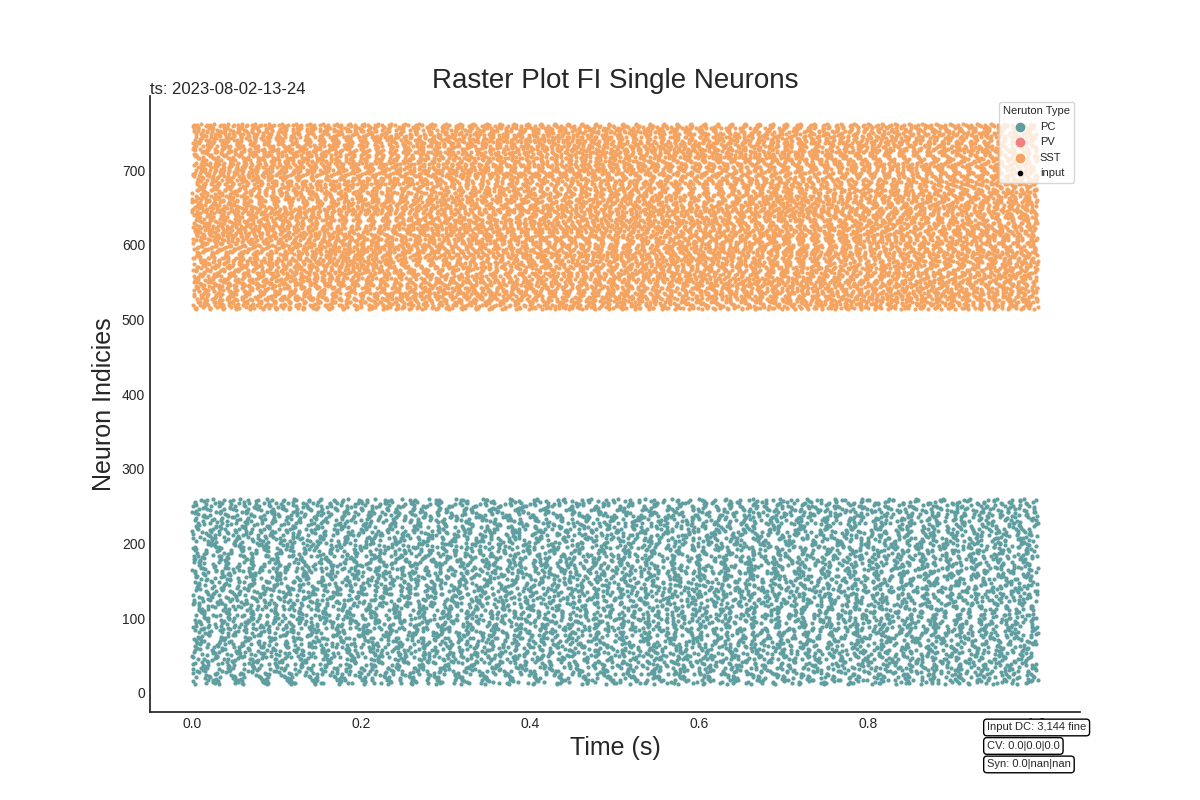 Raster Plot FI Single Neurons
ts: 2023-08-02-13-24
Neruton Type
PC
PV
SST
input
Neuron Indicies
700
600
500
400
300
200
100
0
0.0 0.2 0.4 0.6 0.8
Time (s)
Input DC: 3,144 fine
CV: 0.0|0.0|0.0
Syn: 0.0|nan|nan